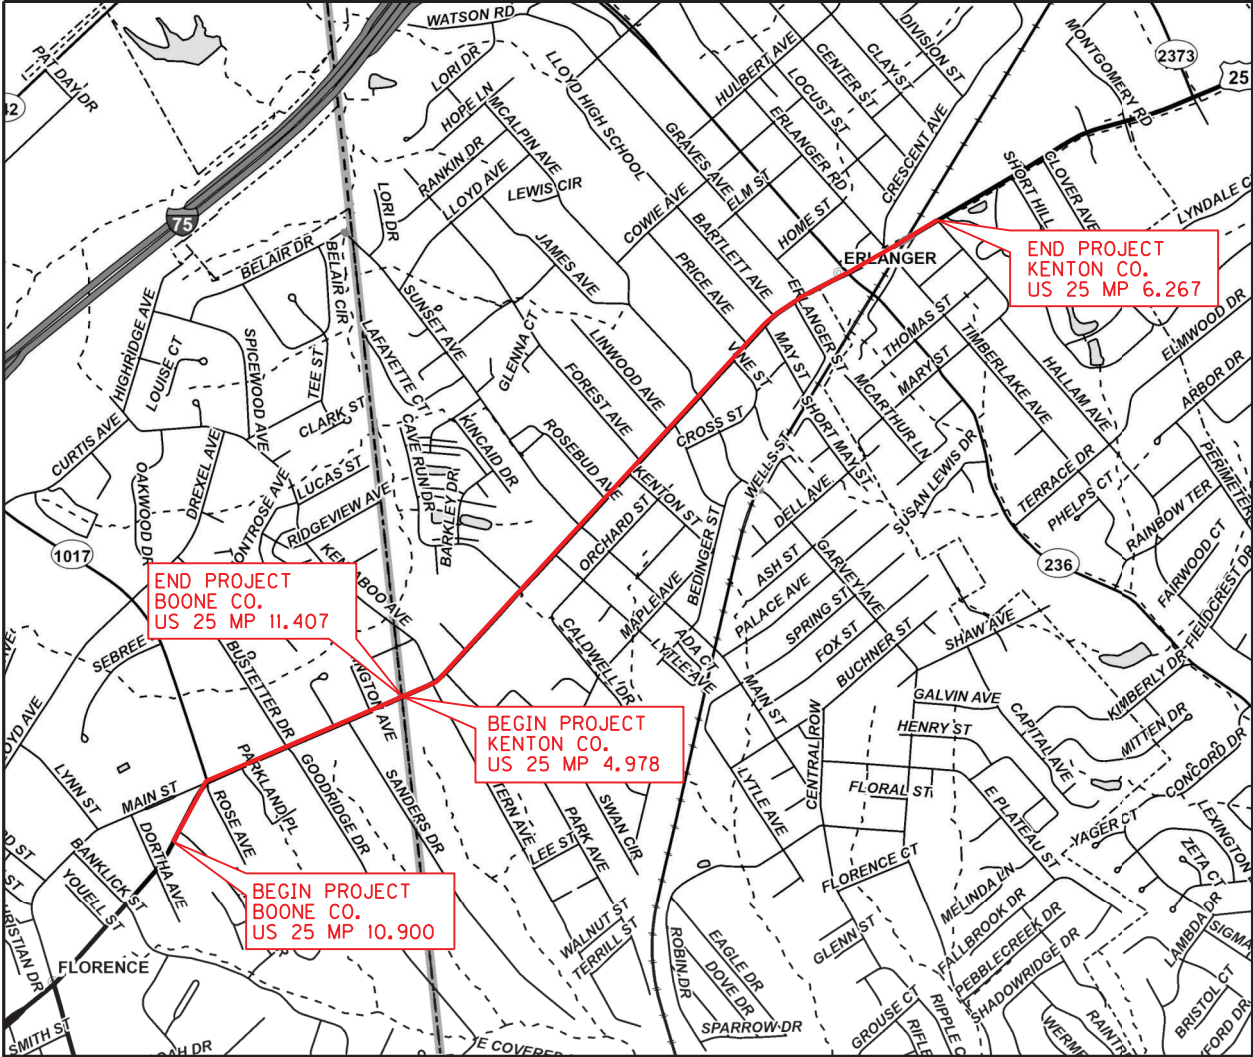 WATSON RD
PAT DAY DR
42
LORI DR
HOPE LN
MCALPIN AVE
LLOYD HIGH SCHOOL
HULBERT AVE
CENTER ST
CLAY ST
DIVISION ST
LOCUST ST
ERLANGER RD
MONTGOMERY RD
2373
25
GRAVES AVE
ELM ST
CRESCENT AVE
RANKIN DR
LLOYD AVE
LEWIS CIR
LORI DR
COWIE AVE
BARTLETT AVE
HOME ST
SHORT HILL
CLOVER AVE
LYNDALE C
75
BELAIR DR
BELAIR CIR
JAMES AVE
PRICE AVE
ERLANGER
END PROJECT
KENTON CO.
US 25 MP 6.267
HIGHRIDGE AVE
LOUISE CT
SPICEWOOD AVE
TEE ST
CLARK ST
LAFAYETTE CT
SUNSET AVE
GLENNA CT
LINWOOD AVE
FOREST AVE
VINE ST
MAY ST
ERLANGER ST
THOMAS ST
MARY ST
TIMBERLAKE AVE
HALLAM AVE
ELMWOOD DR
ARBOR DR
MCARTHUR LN
SHORT MAY ST
CROSS ST
CURTIS AVE
OAKWOOD DR
DREXEL AVE
LUCAS ST
RIDGEVIEW AVE
CAVE RUN DR
KINCAID DR
BARKLEY DR
ROSEBUD AVE
KENTON ST
ORCHARD ST
WELLS ST
DELL AVE
BEDINGER ST
SUSAN LEWIS DR
TERRACE DR
PHELPS CT
RAINBOW TER
PERIMETER
FAIRWOOD CT
FIELDCREST DR
1017
236
END PROJECT
BOONE CO.
US 25 MP 11.407
ASH ST
PALACE AVE
SPRING ST
FOX ST
BUCHNER ST
GARVEY AVE
SHAW AVE
KIMBERLY DR
MAPLE AVE
ADA CT
LYTLE AVE
CALDWELL DR
MAIN ST
SEBREE
BUSTETTER DR
NGTON AVE
BEGIN PROJECT
KENTON CO.
US 25 MP 4.978
GALVIN AVE
HENRY ST
CAPITAL AVE
MITTEN DR
CONCORD DR
CENTRAL ROW
FLORAL ST
LYNN ST
MAIN ST
DORTHA AVE
ROSE AVE
PARKLAND PL
GOODRIDGE DR
SANDERS DR
TERN AVE
LEE ST
PARK AVE
SWAN CIR
LYTLE AVE
E PLATEAU ST
YAGER CT
LEXINGTON
ZETA CT
BANKLICK ST
YOUELL ST
BEGIN PROJECT
BOONE CO.
US 25 MP 10.900
FLORENCE CT
MELINDA LN
FALLBROOK DR
PEBBLECREEK DR
SHADOWRIDGE DR
LAMBDA DR
SIGMA
GLENN ST
WALNUT ST
TERRILL ST
ROBIN DR
EAGLE DR
DOVE DR
SPARROW DR
FLORENCE
SMITH ST
GROUSE CT
RIPPLE C
BRISTOL CT
FORD DR